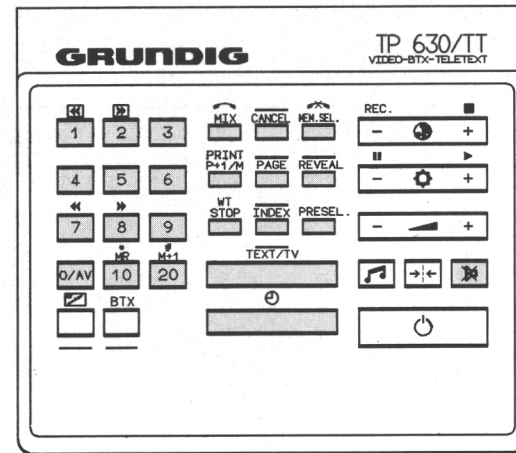 GRUNDIG
TP 630/TT
VIDEO-BTX-TELETEXT
MIX CANCEL MEM.SEL. REC.
1 2 3 - +
PRINT
P+1/M PAGE REVEAL
4 5 6 - +
WT
STOP INDEX PRESEL.
7 8 9 - +
MR M+1 TEXT/TV
0/AV 10 20
BTX